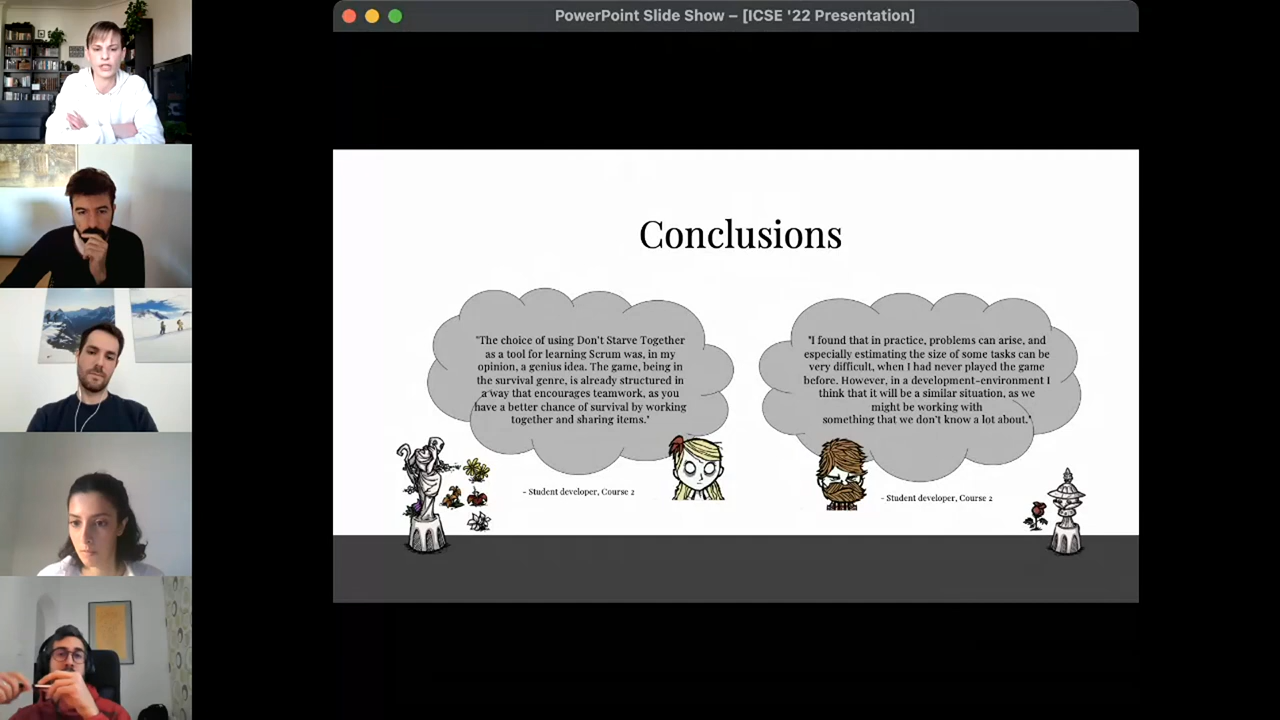 PowerPoint Slide Show – [ICSE '22 Presentation]
Conclusions
"The choice of using Don't Starve Together
as a tool for learning Scrum was, in my
opinion, a genius idea. The game, being in
the survival genre, is already structured in
a way that encourages teamwork, as you
have a better chance of survival by working
together and sharing items."
- Student developer, Course 2
"I found that in practice, problems can arise, and
especially estimating the size of some tasks can be
very difficult, when I had never played the game
before. However, in a development-environment I
think that it will be a similar situation, as we
might be working with
something that we don't know a lot about."
- Student developer, Course 2